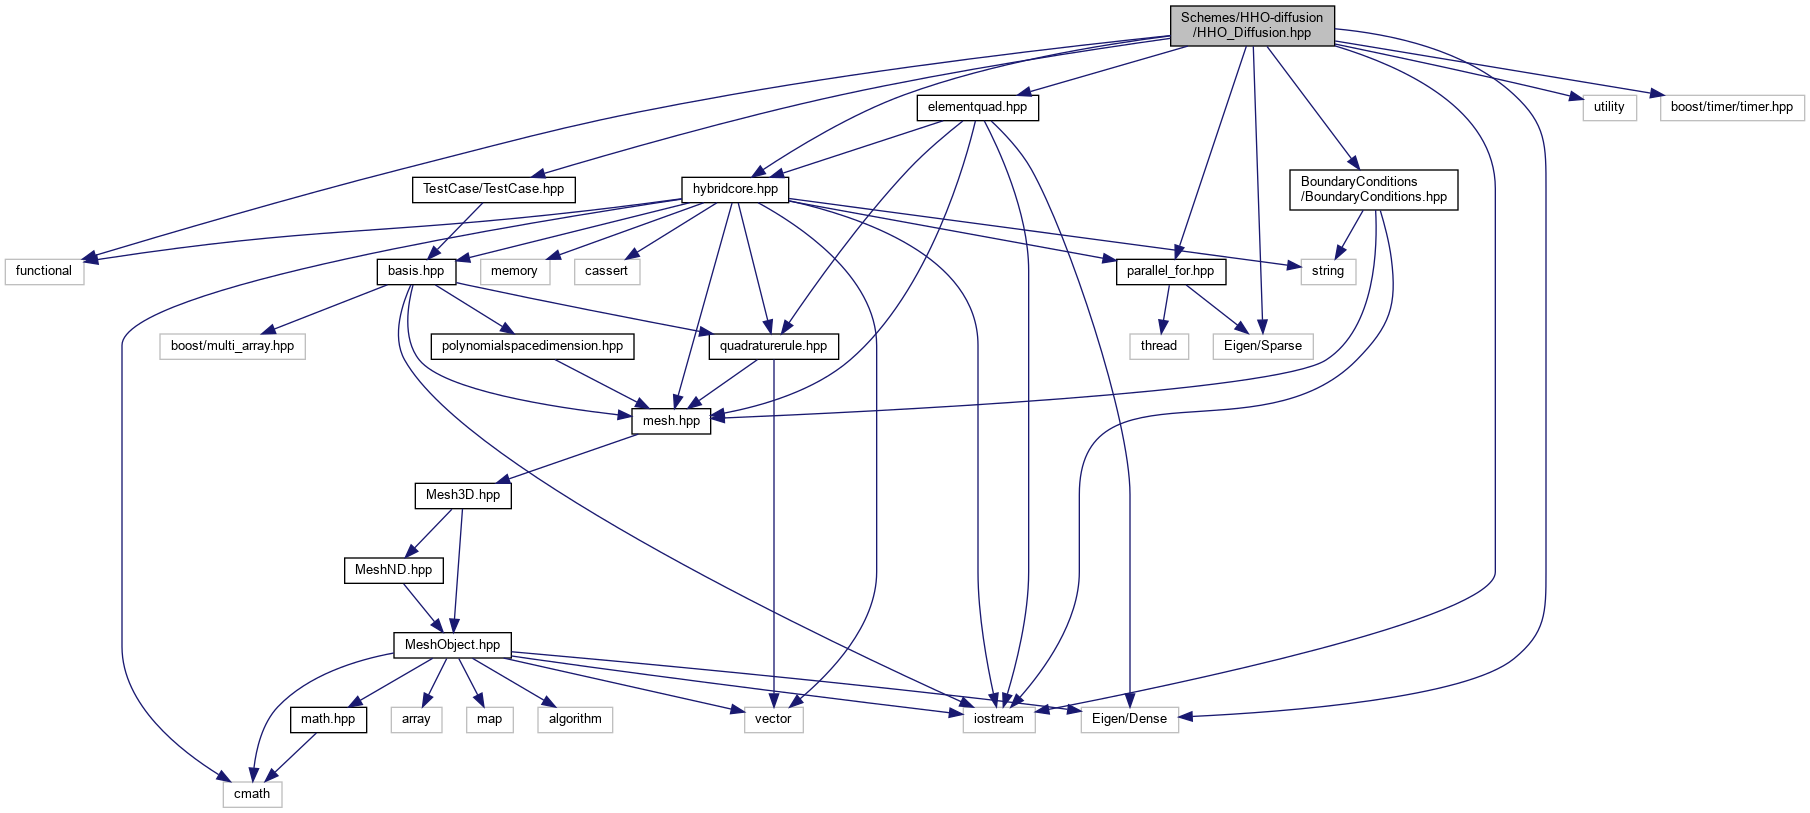 Schemes/HHO-diffusion
/HHO_Diffusion.hpp
elementquad.hpp
utility
boost/timer/timer.hpp
TestCase/TestCase.hpp
hybridcore.hpp
BoundaryConditions
/BoundaryConditions.hpp
functional
basis.hpp
memory
cassert
parallel_for.hpp
string
boost/multi_array.hpp
polynomialspacedimension.hpp
quadraturerule.hpp
thread
Eigen/Sparse
mesh.hpp
Mesh3D.hpp
MeshND.hpp
MeshObject.hpp
math.hpp
array
map
algorithm
vector
iostream
Eigen/Dense
cmath